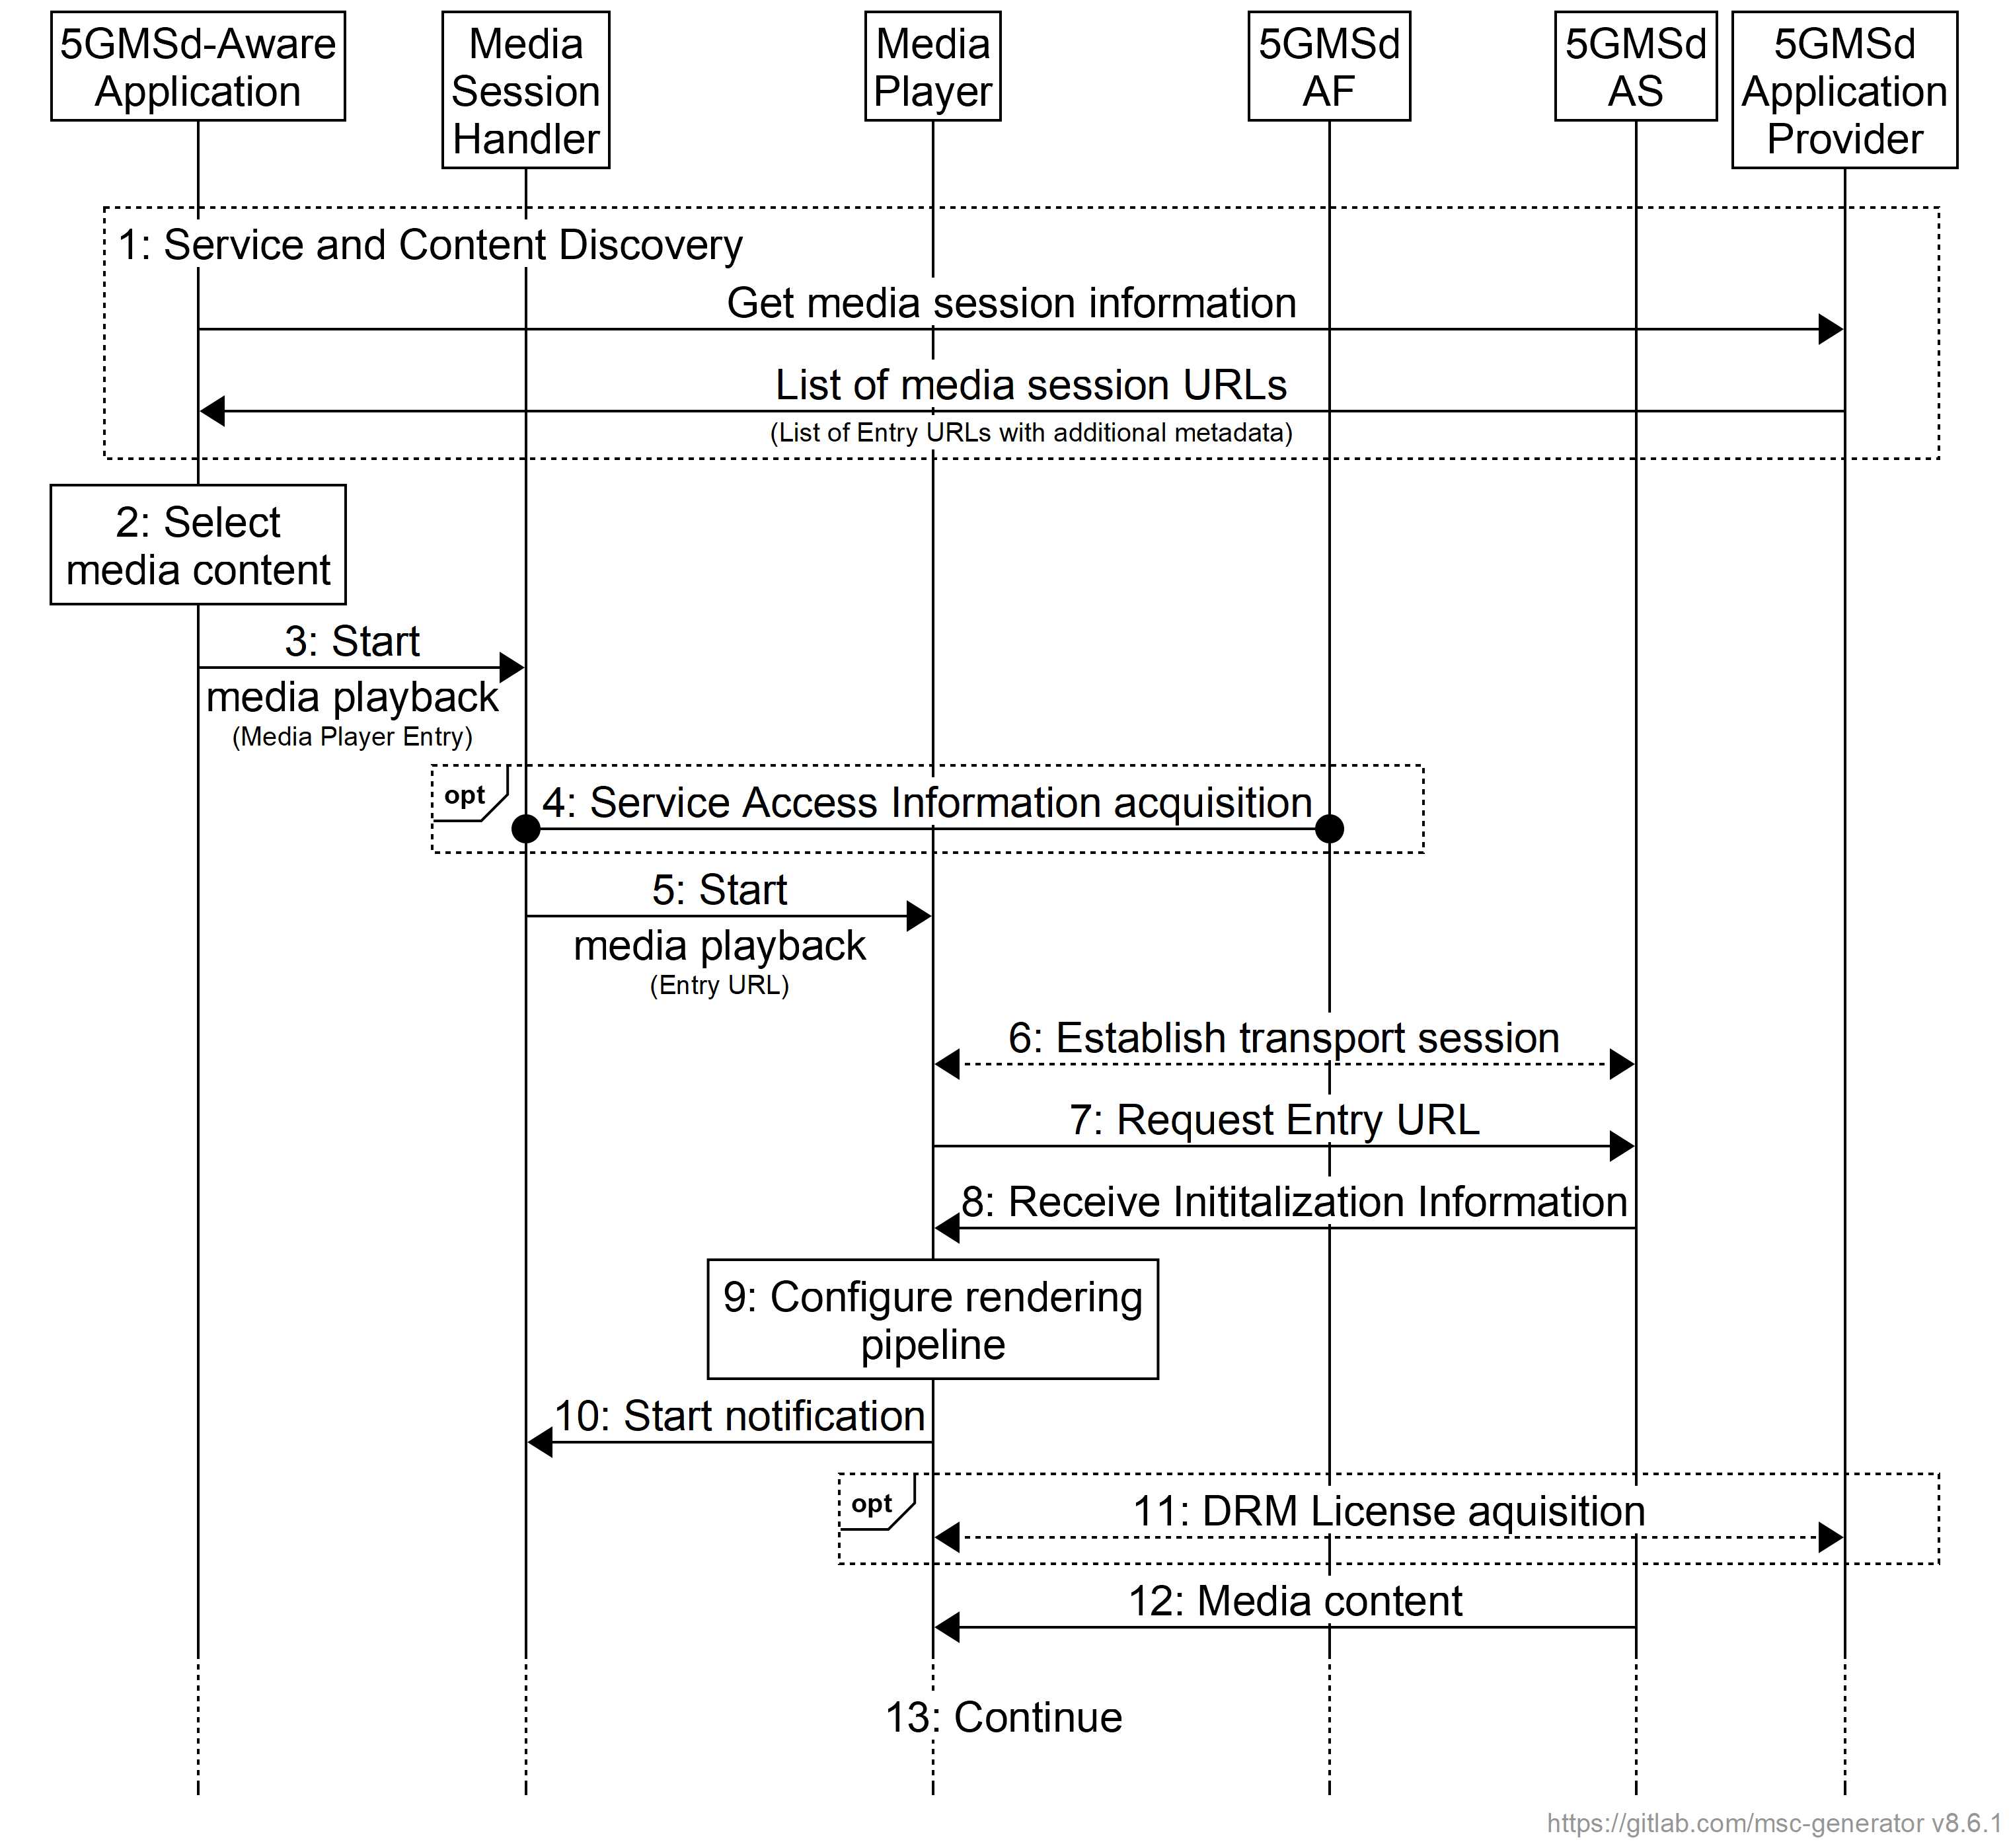 5GMSd-Aware
Application
Media
Session
Handler
Media
Player
5GMSd
AF
5GMSd
AS
5GMSd
Application
Provider
1: Service and Content Discovery
Get media session information
List of media session URLs
(List of Entry URLs with additional metadata)
2: Select
media content
3: Start
media playback
(Media Player Entry)
opt
4: Service Access Information acquisition
5: Start
media playback
(Entry URL)
6: Establish transport session
7: Request Entry URL
8: Receive Inititalization Information
9: Configure rendering
pipeline
10: Start notification
opt
11: DRM License aquisition
12: Media content
13: Continue
https://gitlab.com/msc-generator v8.6.1